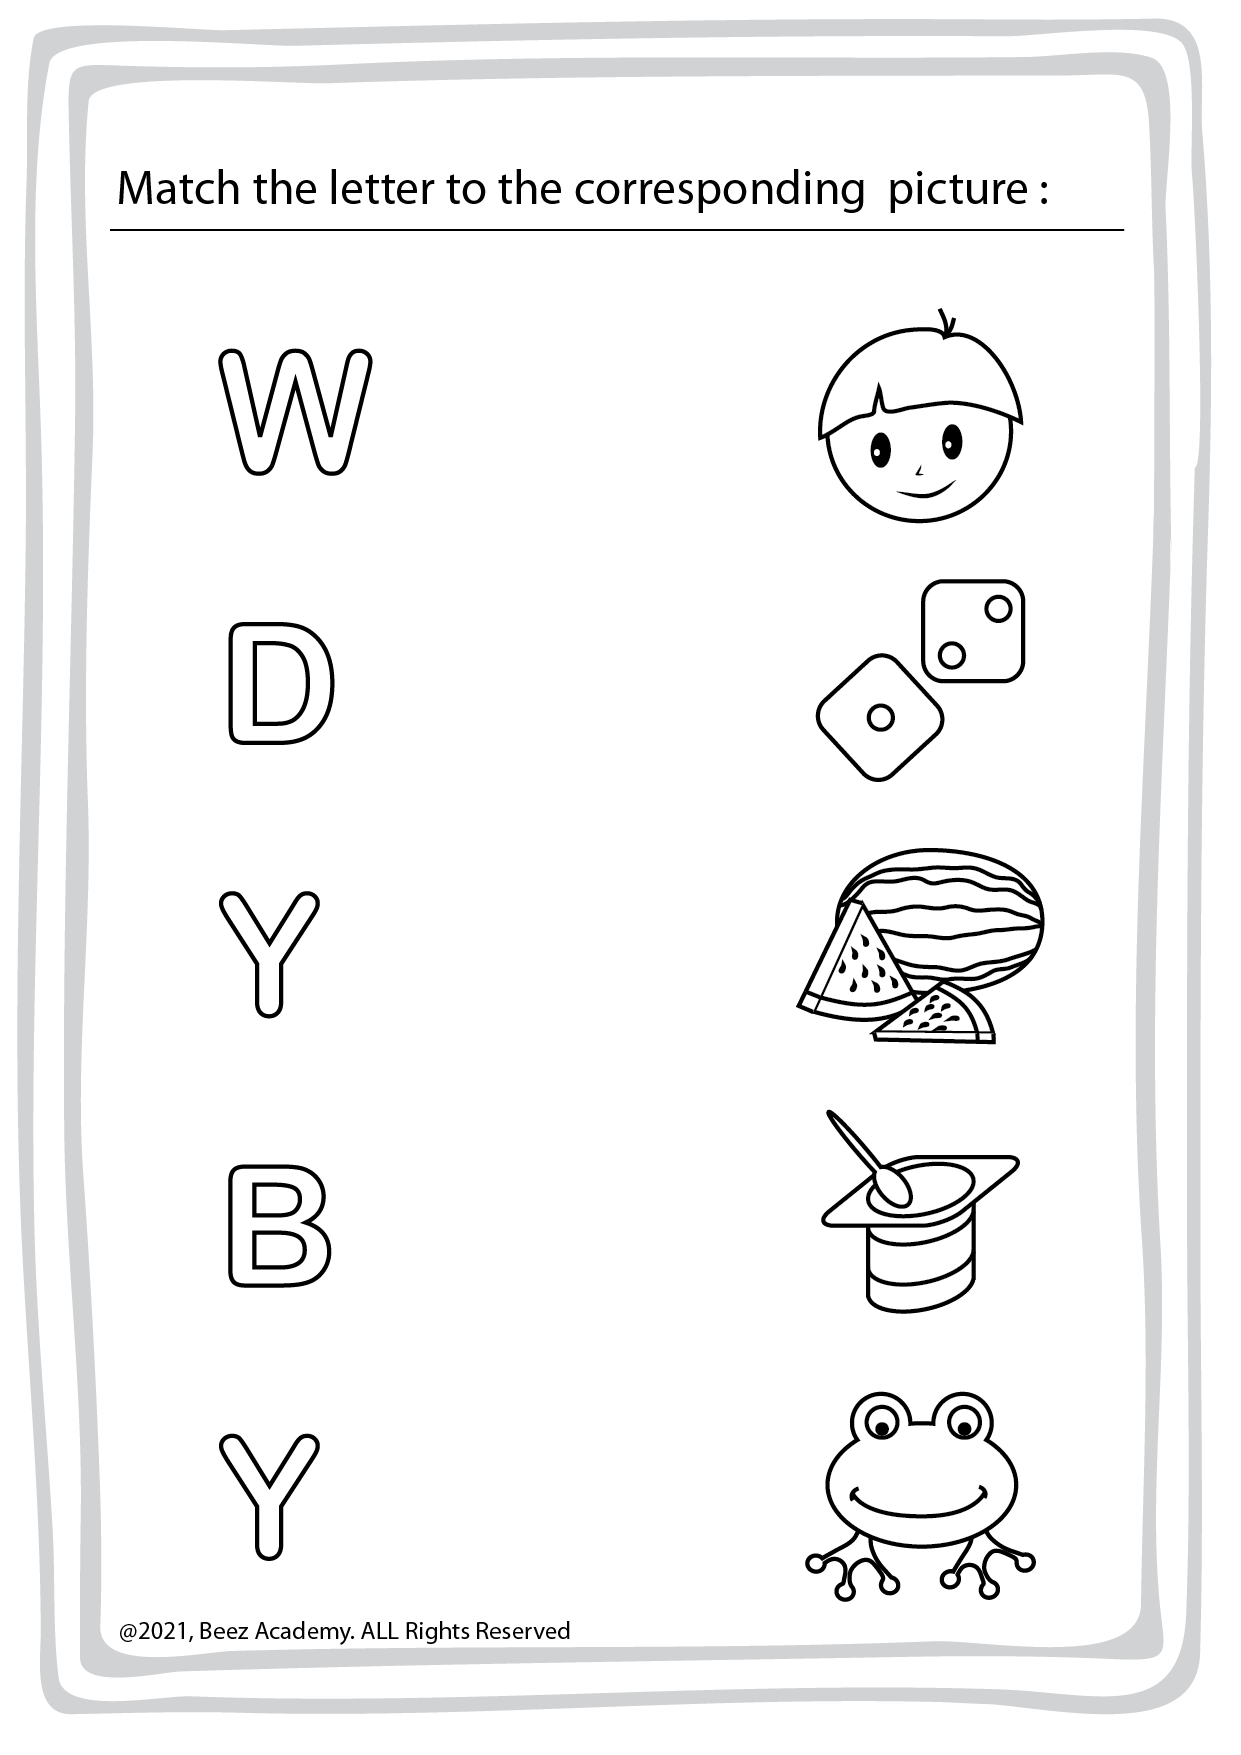 Match the letter to the corresponding  picture :
W
D
Y
B
Y
@2021, Beez Academy. ALL Rights Reserved